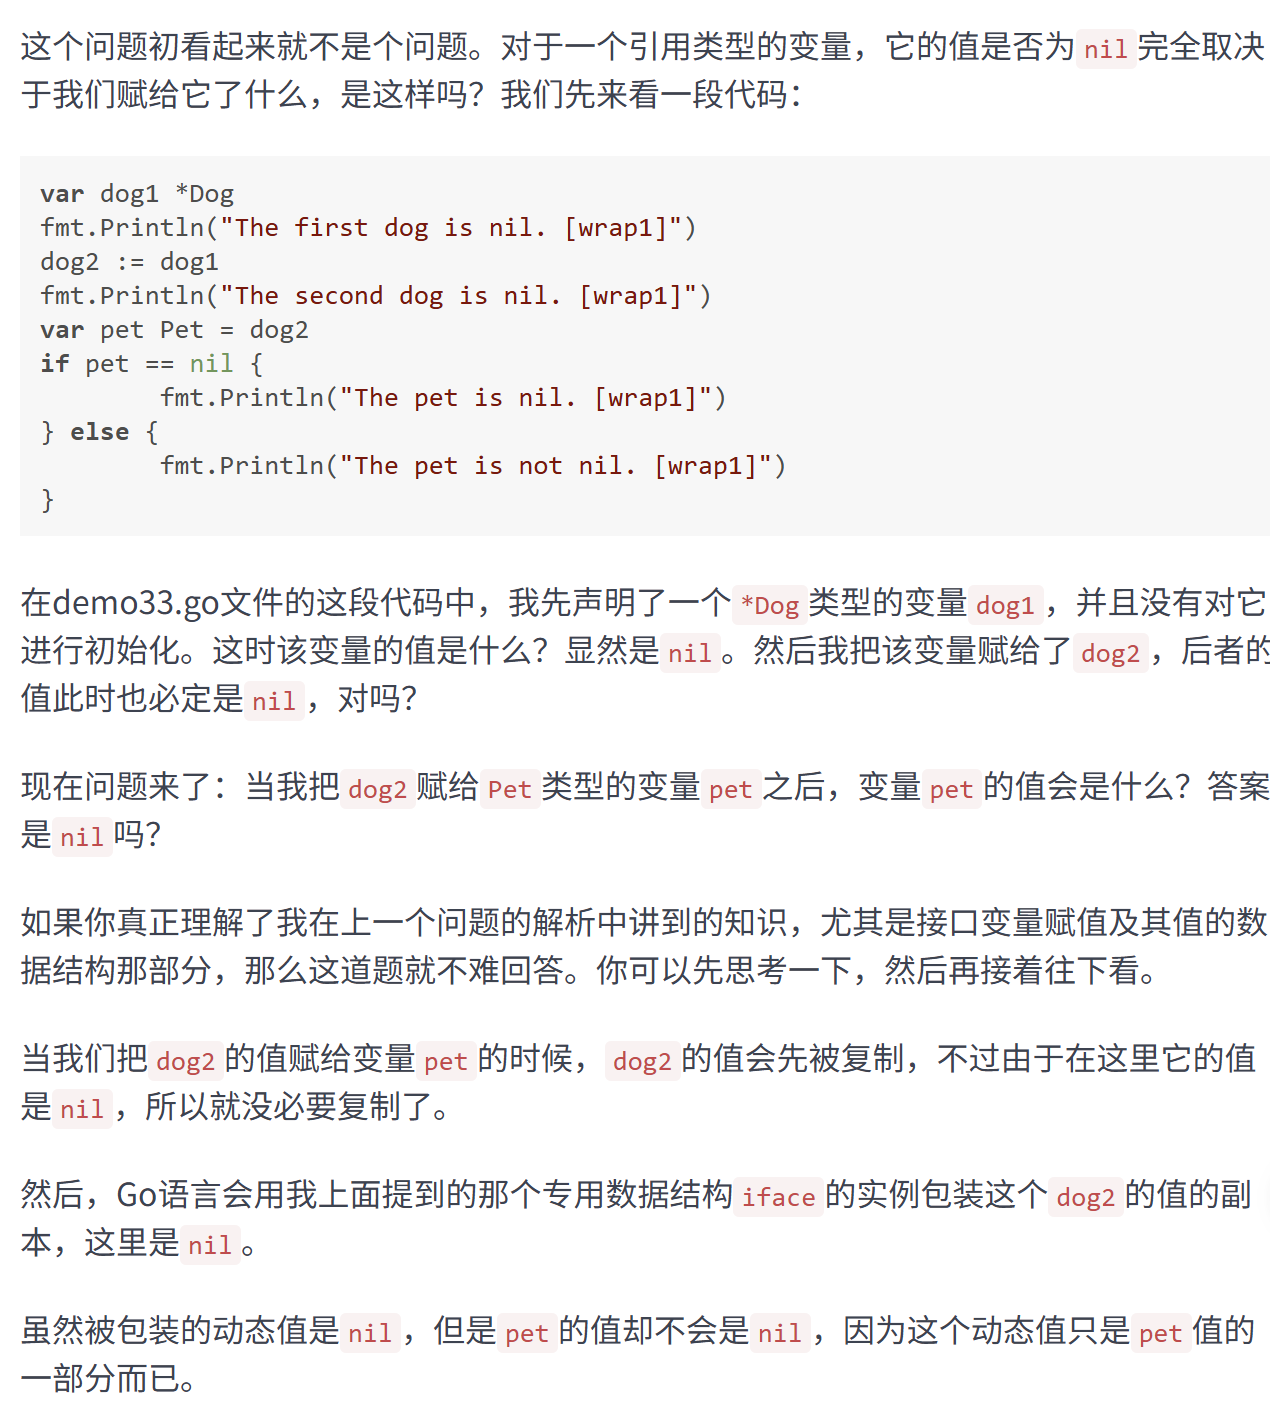 这个问题初看起来就不是个问题。对于一个引用类型的变量，它的值是否为nil完全取决
于我们赋给它了什么，是这样吗？我们先来看一段代码：
var dog1 *Dog
fmt.Println("The first dog is nil. [wrap1]")
dog2 := dog1
fmt.Println("The second dog is nil. [wrap1]")
var pet Pet = dog2
if pet == nil {
        fmt.Println("The pet is nil. [wrap1]")
} else {
        fmt.Println("The pet is not nil. [wrap1]")
}
在demo33.go文件的这段代码中，我先声明了一个*Dog类型的变量dog1，并且没有对它
进行初始化。这时该变量的值是什么？显然是nil。然后我把该变量赋给了dog2，后者的
值此时也必定是nil，对吗？
现在问题来了：当我把dog2赋给Pet类型的变量pet之后，变量pet的值会是什么？答案
是nil吗？
如果你真正理解了我在上一个问题的解析中讲到的知识，尤其是接口变量赋值及其值的数
据结构那部分，那么这道题就不难回答。你可以先思考一下，然后再接着往下看。
当我们把dog2的值赋给变量pet的时候，dog2的值会先被复制，不过由于在这里它的值
是nil，所以就没必要复制了。
然后，Go语言会用我上面提到的那个专用数据结构iface的实例包装这个dog2的值的副
本，这里是nil。
虽然被包装的动态值是nil，但是pet的值却不会是nil，因为这个动态值只是pet值的
一部分而已。